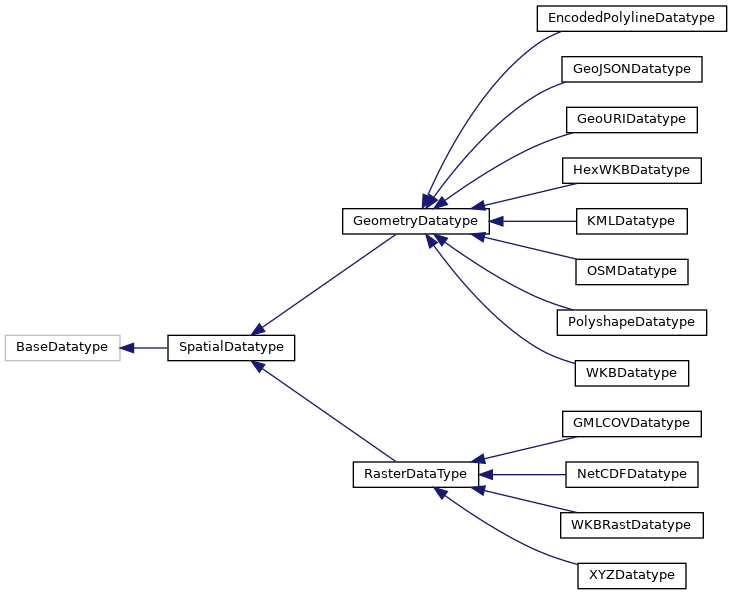 EncodedPolylineDatatype
GeoJSONDatatype
GeoURIDatatype
HexWKBDatatype
GeometryDatatype
KMLDatatype
OSMDatatype
PolyshapeDatatype
BaseDatatype
SpatialDatatype
WKBDatatype
GMLCOVDatatype
RasterDataType
NetCDFDatatype
WKBRastDatatype
XYZDatatype